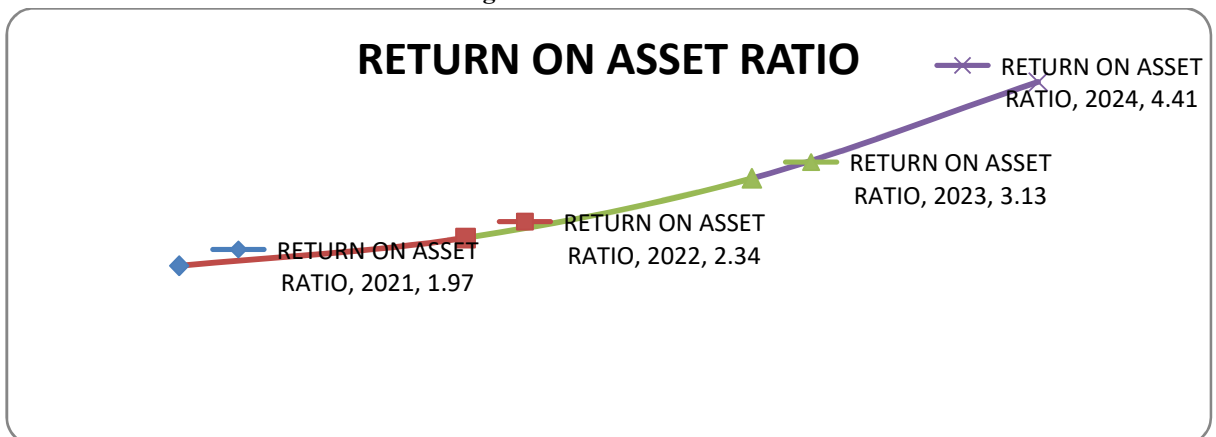 RETURN ON ASSET RATIO
RETURN ON ASSET
RATIO, 2024, 4.41
RETURN ON ASSET
RATIO, 2023, 3.13
RETURN ON ASSET
RATIO, 2022, 2.34
RETURN ON ASSET
RATIO, 2021, 1.97